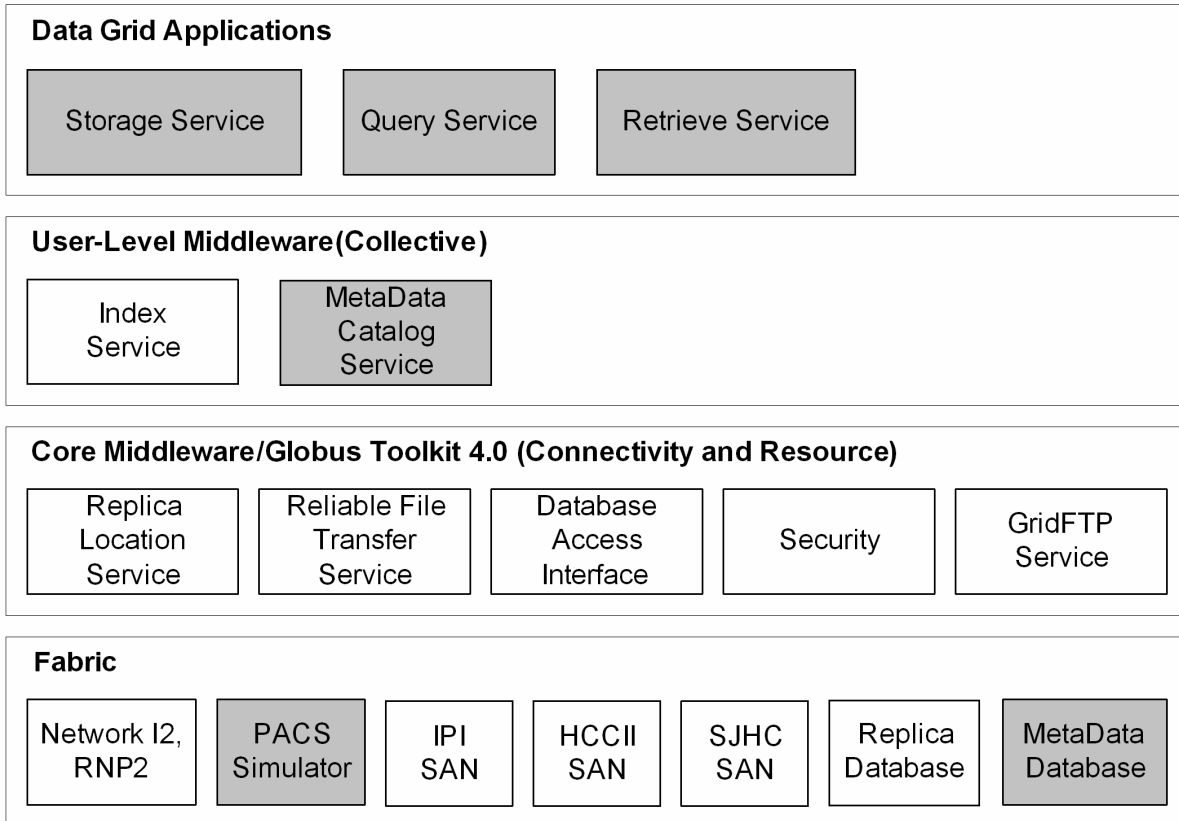 Data Grid Applications
Storage Service
Query Service
Retrieve Service
User-Level Middleware(Collective)
Index
Service
MetaData
Catalog
Service
Core Middleware/Globus Toolkit 4.0 (Connectivity and Resource)
Replica
Location
Service
Reliable File
Transfer
Service
Database
Access
Interface
Security
GridFTP
Service
Fabric
Network I2,
RNP2
PACS
Simulator
IPI
SAN
HCCII
SAN
SJHC
SAN
Replica
Database
MetaData
Database